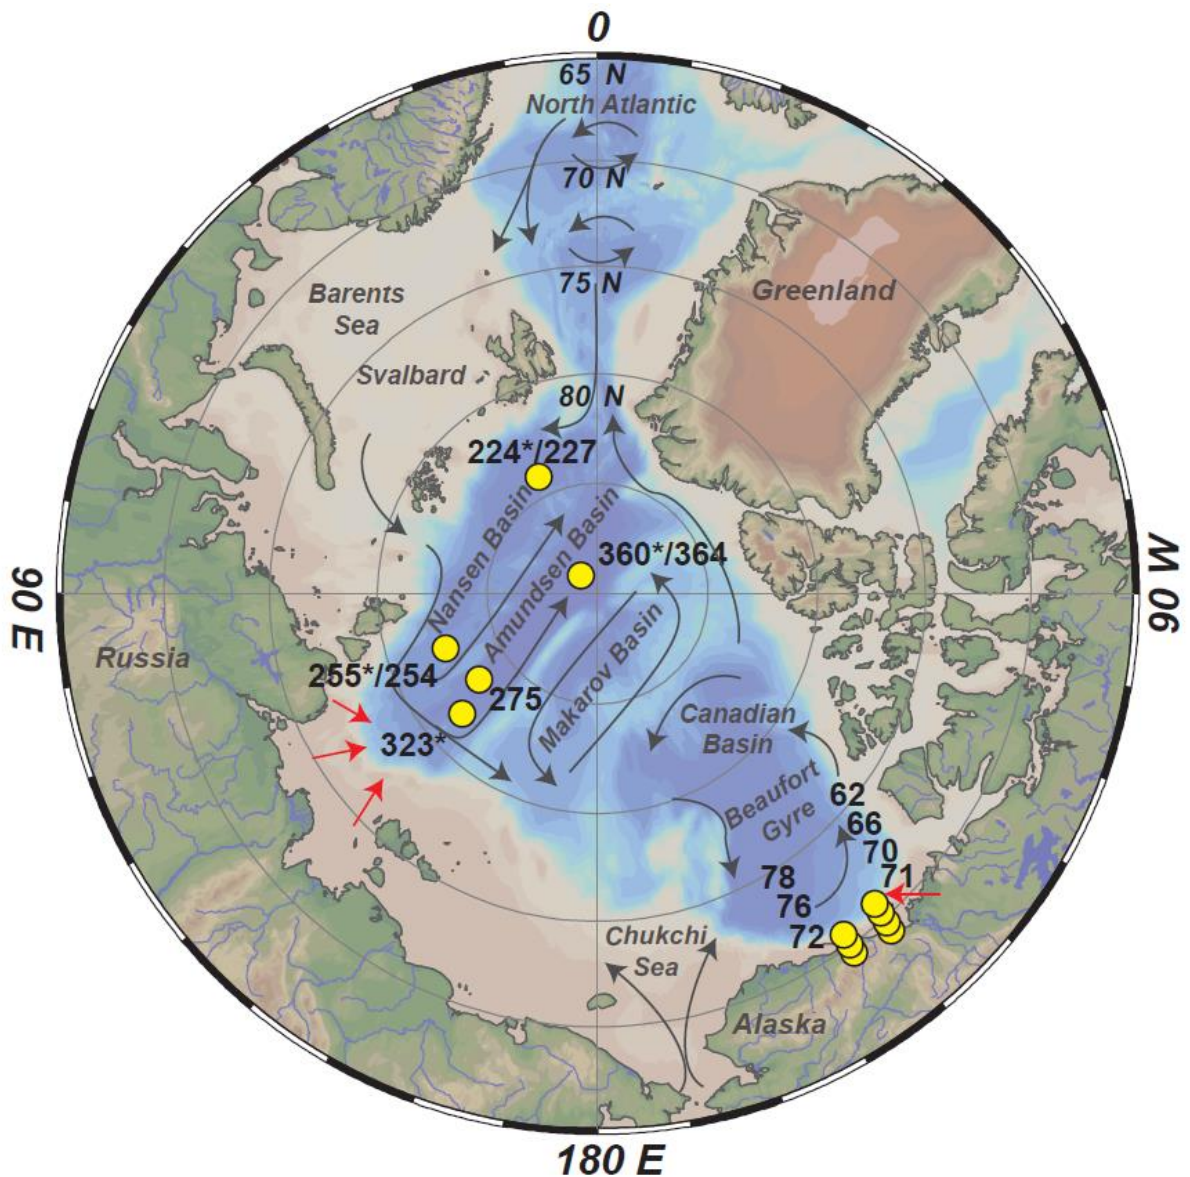 0
65 N
North Atlantic
70 N
75 N
Barents
Sea
Greenland
Svalbard
80 N
224*/227
Nansen Basin
Amundsen Basin
360*/364
90 E
90 W
Makarov Basin
Russia
255*/254
275
323*
Canadian
Basin
Beaufort
Gyre
62
66
70
71
78
76
72
Chukchi
Sea
Alaska
180 E